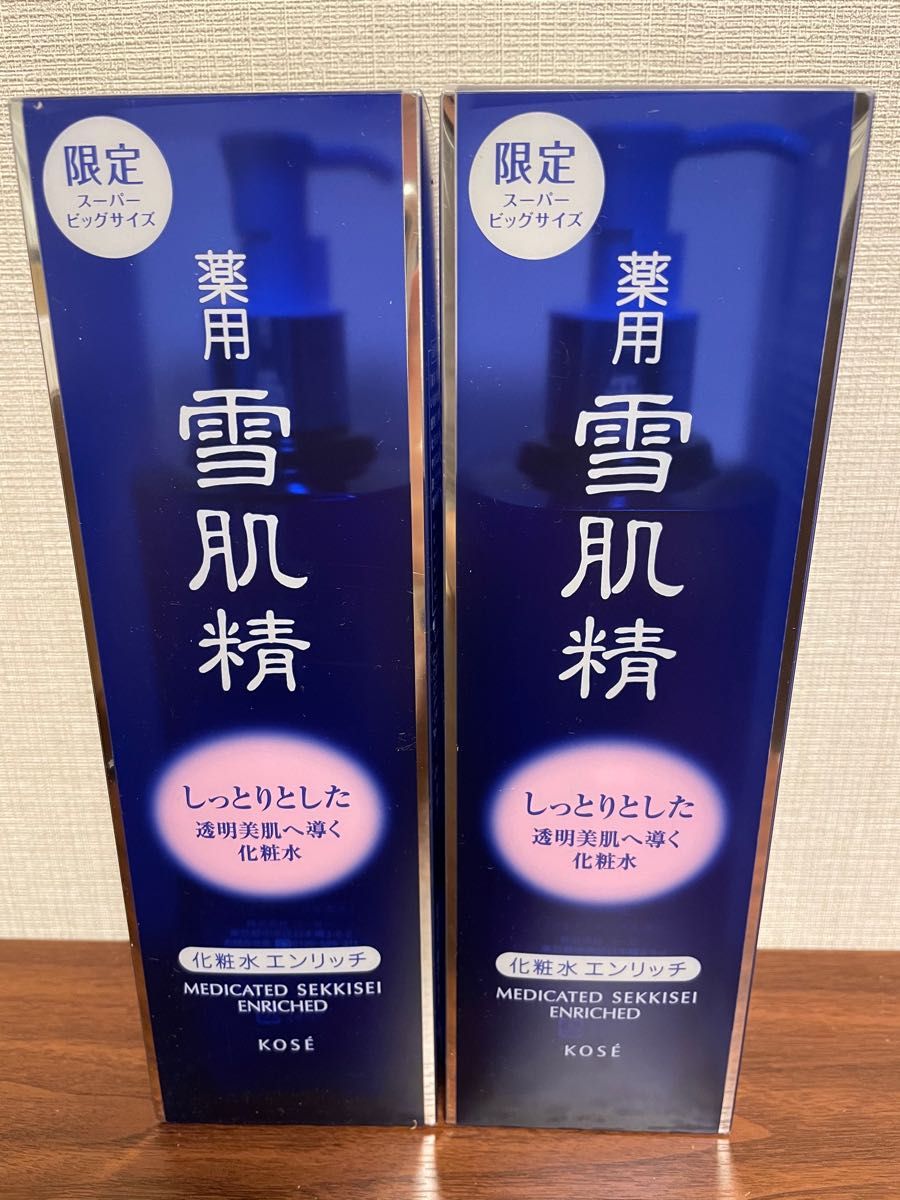 限定
スーパー
ビッグサイズ
薬用
雪肌精
しっとりとした
透明美肌へ導く
化粧水
化粧水 エンリッチ
MEDICATED SEKKISEI
ENRICHED
KOSÉ
限定
スーパー
ビッグサイズ
薬用
雪肌精
しっとりとした
透明美肌へ導く
化粧水
化粧水 エンリッチ
MEDICATED SEKKISEI
ENRICHED
KOSÉ